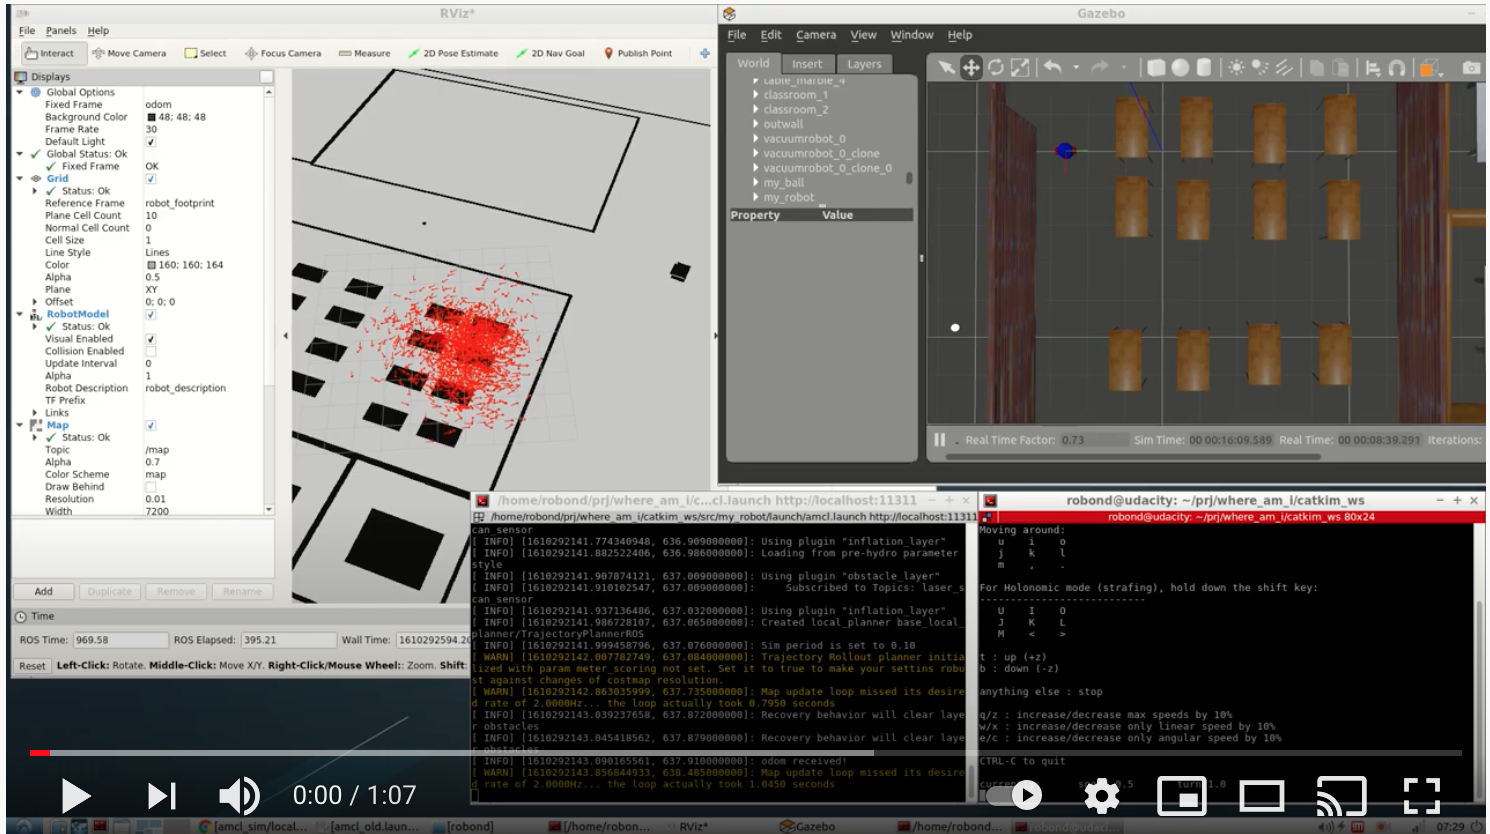 RViz*
File Panels Help
Interact Move Camera Select Focus Camera Measure 2D Pose Estimate 2D Nav Goal Publish Point
Displays
Global Options
Fixed Frame odom
Background Color 48; 48; 48
Frame Rate 30
Default Light
Global Status: Ok
Fixed Frame OK
Grid
Status: Ok
Reference Frame robot_footprint
Plane Cell Count 10
Normal Cell Count 0
Cell Size 1
Line Style Lines
Color 160; 160; 164
Alpha 0.5
Plane XY
Offset 0; 0; 0
RobotModel
Status: Ok
Visual Enabled
Collision Enabled
Update Interval 0
Alpha 1
Robot Description robot_description
TF Prefix
Links
Map
Status: Ok
Topic /map
Alpha 0.7
Color Scheme map
Draw Behind
Resolution 0.01
Width 7200
Add Duplicate Remove Rename
Time
ROS Time: 969.58 ROS Elapsed: 395.21 Wall Time: 1610292594.20
Reset Left-Click: Rotate. Middle-Click: Move X/Y. Right-Click/Mouse Wheel:: Zoom. Shift:
Gazebo
File Edit Camera View Window Help
World Insert Layers
table_marble_4
classroom_1
classroom_2
outwall
vacuumrobot_0
vacuumrobot_0_clone
vacuumrobot_0_clone_0
my_ball
my_robot
Property Value
Real Time Factor: 0.73 Sim Time: 00 00:16:09.589 Real Time: 00 00:08:39.291 Iterations:
/home/robond/prj/where_am_i/c...cl.launch http://localhost:11311
/home/robond/prj/where_am_i/catkim_ws/src/my_robot/launch/amcl.launch http://localhost:11311
can_sensor
[ INFO] [1610292141.774340948, 636.909000000]: Using plugin "inflation_layer"
[ INFO] [1610292141.882522406, 636.986000000]: Loading from pre-hydro parameter
style
[ INFO] [1610292141.907874121, 637.009000000]: Using plugin "obstacle_layer"
[ INFO] [1610292141.910102547, 637.009000000]: Subscribed to Topics: laser_s
can_sensor
[ INFO] [1610292141.937136486, 637.032000000]: Using plugin "inflation_layer"
[ INFO] [1610292141.986728107, 637.065000000]: Created local_planner base_local_
planner/TrajectoryPlannerROS
[ INFO] [1610292141.999458796, 637.076000000]: Sim period is set to 0.10
[ WARN] [1610292142.007782749, 637.084000000]: Trajectory Rollout planner initia
lized with param meter_scoring not set. Set it to true to make your settins robu
st against changes of costmap resolution.
[ WARN] [1610292142.863035999, 637.735000000]: Map update loop missed its desire
d rate of 2.0000Hz... the loop actually took 0.7950 seconds
[ INFO] [1610292143.039237658, 637.872000000]: Recovery behavior will clear laye
r obstacles
[ INFO] [1610292143.045418562, 637.879000000]: Recovery behavior will clear laye
r obstacles
[ INFO] [1610292143.090165561, 637.910000000]: odom received!
[ WARN] [1610292143.856844933, 638.485000000]: Map update loop missed its desire
d rate of 2.0000Hz... the loop actually took 1.0450 seconds
robond@udacity: ~/prj/where_am_i/catkim_ws
robond@udacity: ~/prj/where_am_i/catkim_ws 80x24
Moving around:
u i o
j k l
m , .
For Holonomic mode (strafing), hold down the shift key:
---------------------------
U I O
J K L
M < >
t : up (+z)
b : down (-z)
anything else : stop
q/z : increase/decrease max speeds by 10%
w/x : increase/decrease only linear speed by 10%
e/c : increase/decrease only angular speed by 10%
CTRL-C to quit
0.5 1.0
0:00 / 1:07
[amcl_sim/local... [amcl_old.laun... [robond] [/home/robon... RViz* Gazebo /home/robond... robond@udaci... 07:29